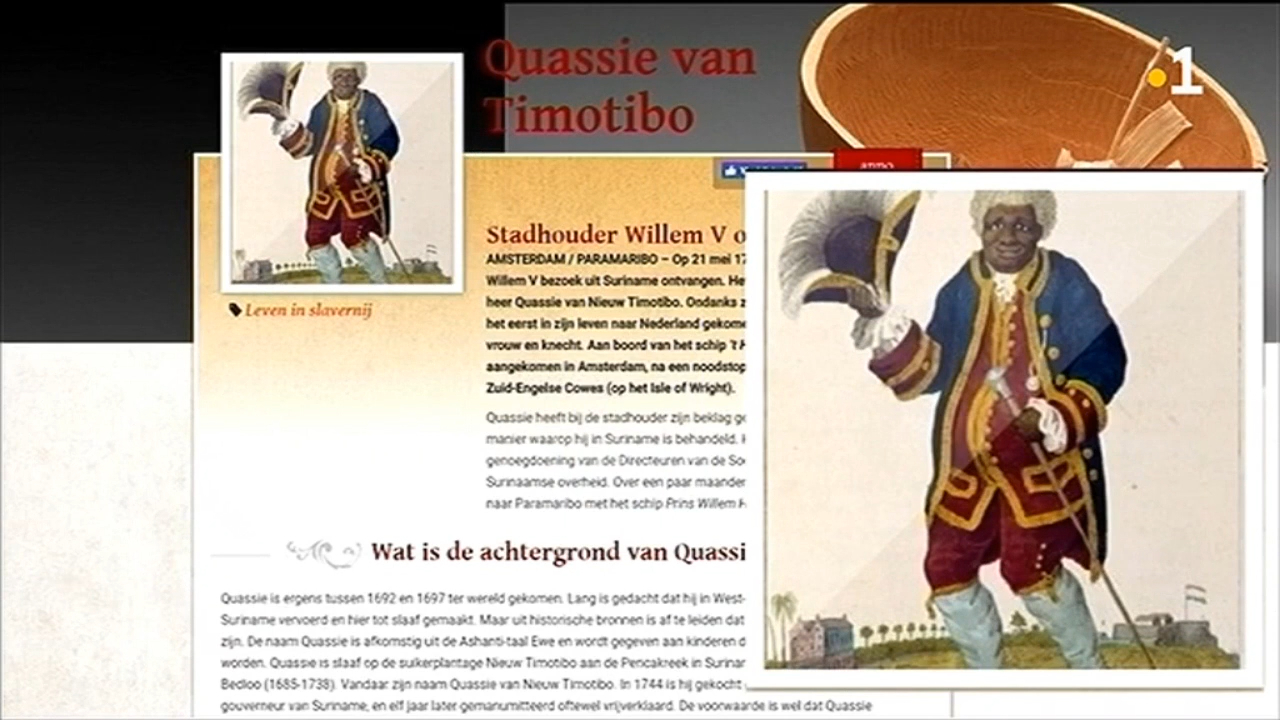 Quassie van
Timotibo
1
anno
Stadhouder Willem V o
AMSTERDAM / PARAMARIBO – Op 21 mei 17
Willem V bezoek uit Suriname ontvangen. He
heer Quassie van Nieuw Timotibo. Ondanks z
het eerst in zijn leven naar Nederland gekome
vrouw en knecht. Aan boord van het schip 't H
aangekomen in Amsterdam, na een noodstop
Zuid-Engelse Cowes (op het Isle of Wright).
Leven in slavernij
Quassie heeft bij de stadhouder zijn beklag ge
manier waarop hij in Suriname is behandeld. H
genoegdoening van de Directeuren van de So
Surinaamse overheid. Over een paar maander
naar Paramaribo met het schip Prins Willem H
Wat is de achtergrond van Quassi
Quassie is ergens tussen 1692 en 1697 ter wereld gekomen. Lang is gedacht dat hij in West-
Suriname vervoerd en hier tot slaaf gemaakt. Maar uit historische bronnen is af te leiden dat
zijn. De naam Quassie is afkomstig uit de Ashanti-taal Ewe en wordt gegeven aan kinderen d
worden. Quassie is slaaf op de suikerplantage Nieuw Timotibo aan de Pencakreek in Surinar
Bedloo (1685-1738). Vandaar zijn naam Quassie van Nieuw Timotibo. In 1744 is hij gekocht
gouverneur van Suriname, en elf jaar later gemanumitteerd oftewel vrijverklaard. De voorwaarde is wel dat Quassie